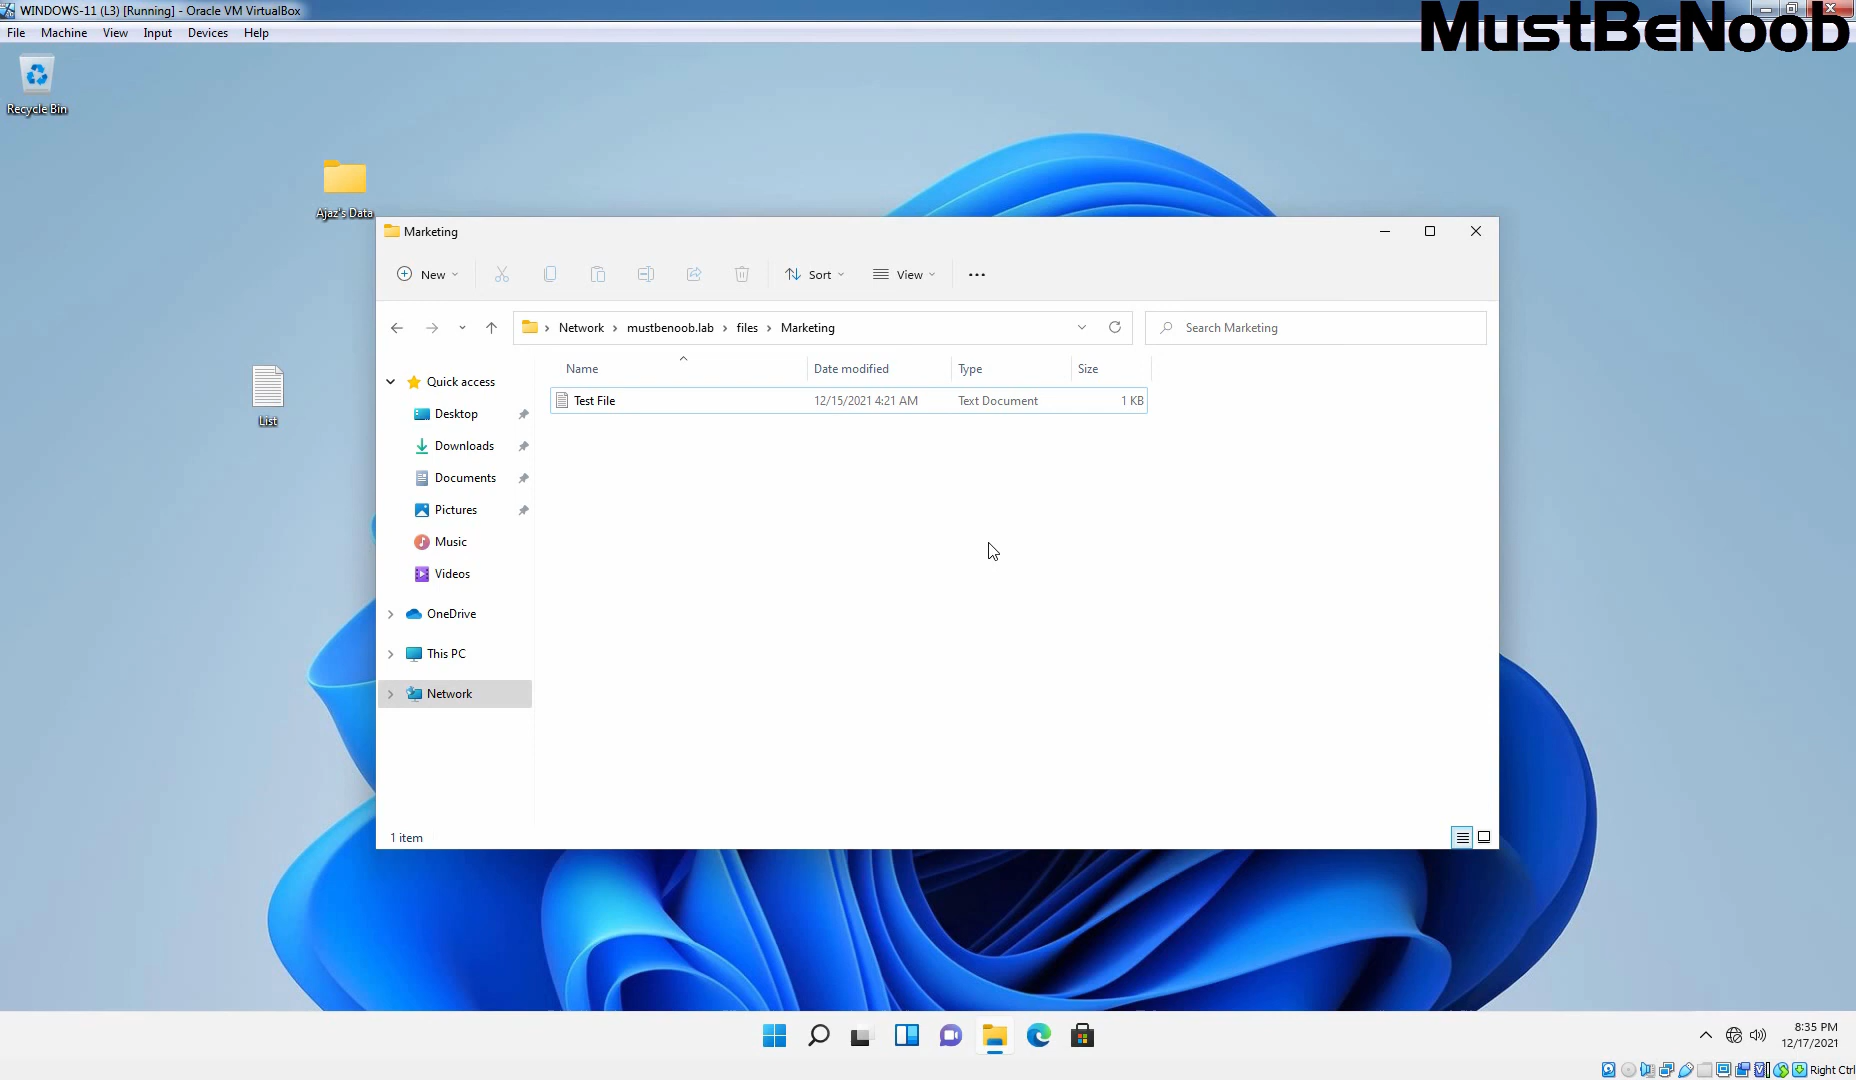 WINDOWS-11 (L3) [Running] - Oracle VM VirtualBox
File Machine View Input Devices Help
MustBeNoob
Recycle Bin
Ajaz's Data
List
Marketing
New Sort View
Network mustbenoob.lab files Marketing
Search Marketing
Name Date modified Type Size
Test File 12/15/2021 4:21 AM Text Document 1 KB
Quick access
Desktop
Downloads
Documents
Pictures
Music
Videos
OneDrive
This PC
Network
1 item
8:35 PM
12/17/2021
Right Ctrl